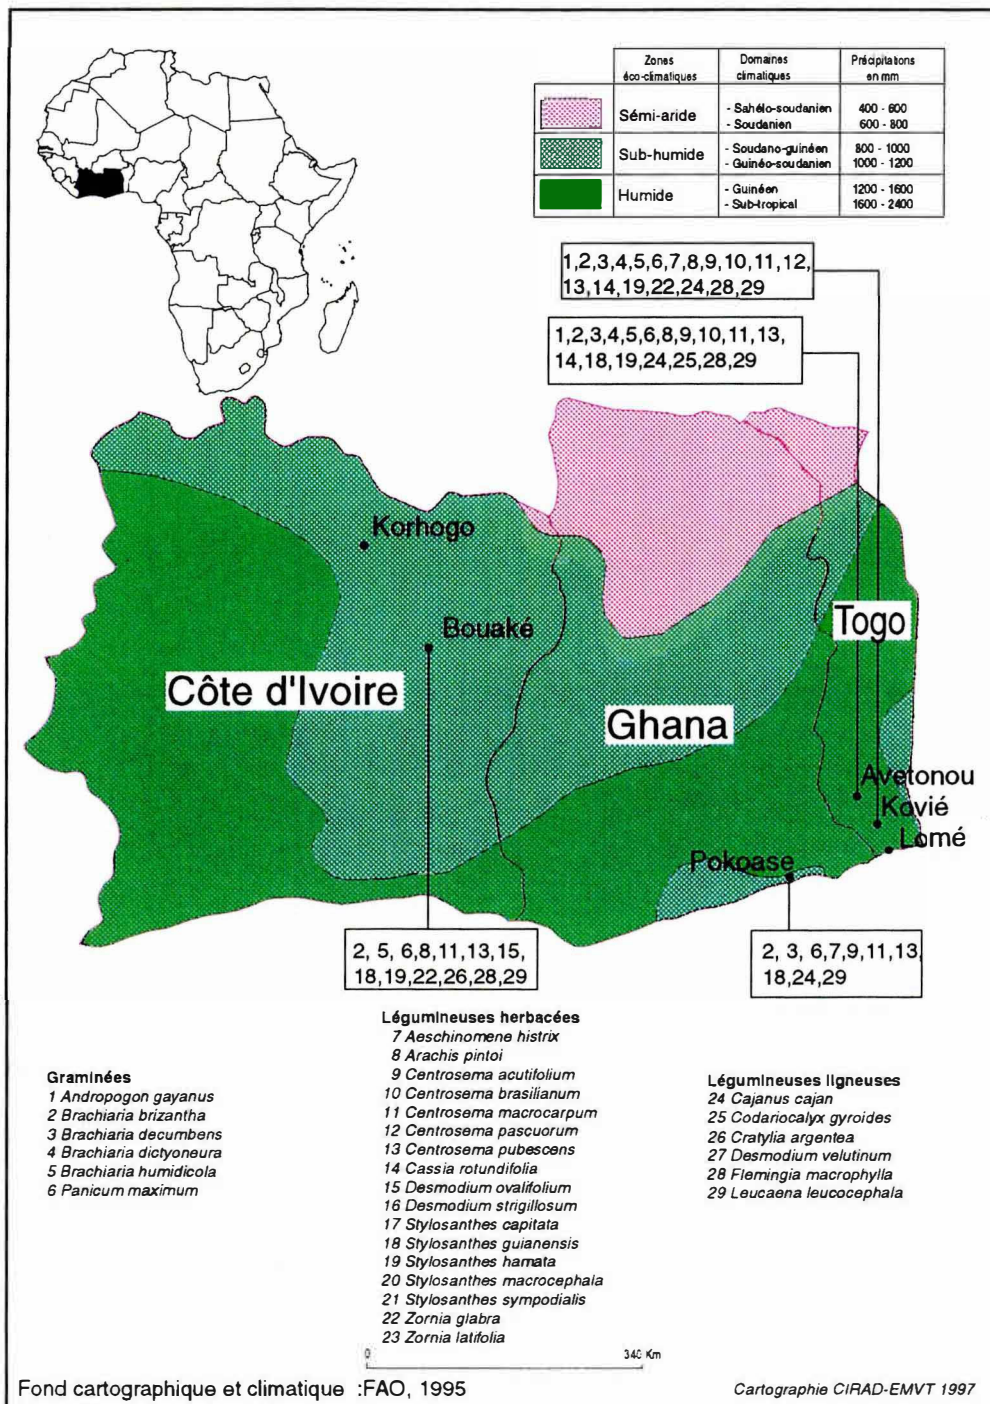 Zones éco-climatiques
Domaines climatiques
Précipitations en mm
Sémi-aride
- Sahélo-soudanien
400 - 600
- Soudanien
600 - 800
Sub-humide
- Soudano-guinéen
800 - 1000
- Guinéo-soudanien
1000 - 1200
Humide
- Guinéen
1200 - 1600
- Sub-tropical
1600 - 2400
1,2,3,4,5,6,7,8,9,10,11,12,
13,14,19,22,24,28,29
1,2,3,4,5,6,8,9,10,11,13,
14,18,19,24,25,28,29
Korhogo
Bouaké
Togo
Côte d'Ivoire
Ghana
Avetonou
Kovié
Lomé
Pokoase
2, 5, 6,8,11,13,15,
18,19,22,26,28,29
2, 3, 6,7,9,11,13,
18,24,29
Graminées
1 Andropogon gayanus
2 Brachiaria brizantha
3 Brachiaria decumbens
4 Brachiaria dictyoneura
5 Brachiaria humidicola
6 Panicum maximum
Légumineuses herbacées
7 Aeschinomene histrix
8 Arachis pintoi
9 Centrosema acutifolium
10 Centrosema brasilianum
11 Centrosema macrocarpum
12 Centrosema pascuorum
13 Centrosema pubescens
14 Cassia rotundifolia
15 Desmodium ovalifolium
16 Desmodium strigillosum
17 Stylosanthes capitata
18 Stylosanthes guianensis
19 Stylosanthes hamata
20 Stylosanthes macrocephala
21 Stylosanthes sympodialis
22 Zornia glabra
23 Zornia latifolia
Légumineuses ligneuses
24 Cajanus cajan
25 Codariocalyx gyroides
26 Cratylia argentea
27 Desmodium velutinum
28 Flemingia macrophylla
29 Leucaena leucocephala
0 340 Km
Fond cartographique et climatique :FAO, 1995
Cartographie CIRAD-EMVT 1997